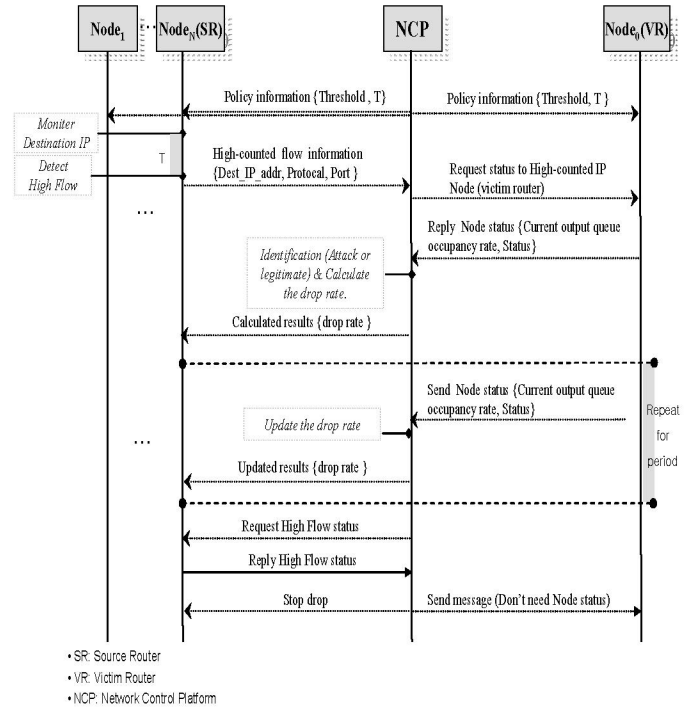 Node1 ... NodeN(SR) NCP Node0(VR)
Policy information {Threshold , T} Policy information {Threshold, T }
Moniter
Destination IP
T
Detect
High Flow
High-counted flow information
{Dest_IP_addr, Protocal, Port }
Request status to High-counted IP
Node (victim router)
...
Reply Node status {Current output queue
occupancy rate, Status}
Identification (Attack or
legitimate) & Calculate
the drop rate.
Calculated results {drop rate }
Send Node status {Current output queue
occupancy rate, Status}
Repeat
for
period
Update the drop rate
...
Updated results {drop rate }
Request High Flow status
Reply High Flow status
Stop drop Send message (Don't need Node status)
• SR: Source Router
• VR: Victim Router
• NCP: Network Control Platform